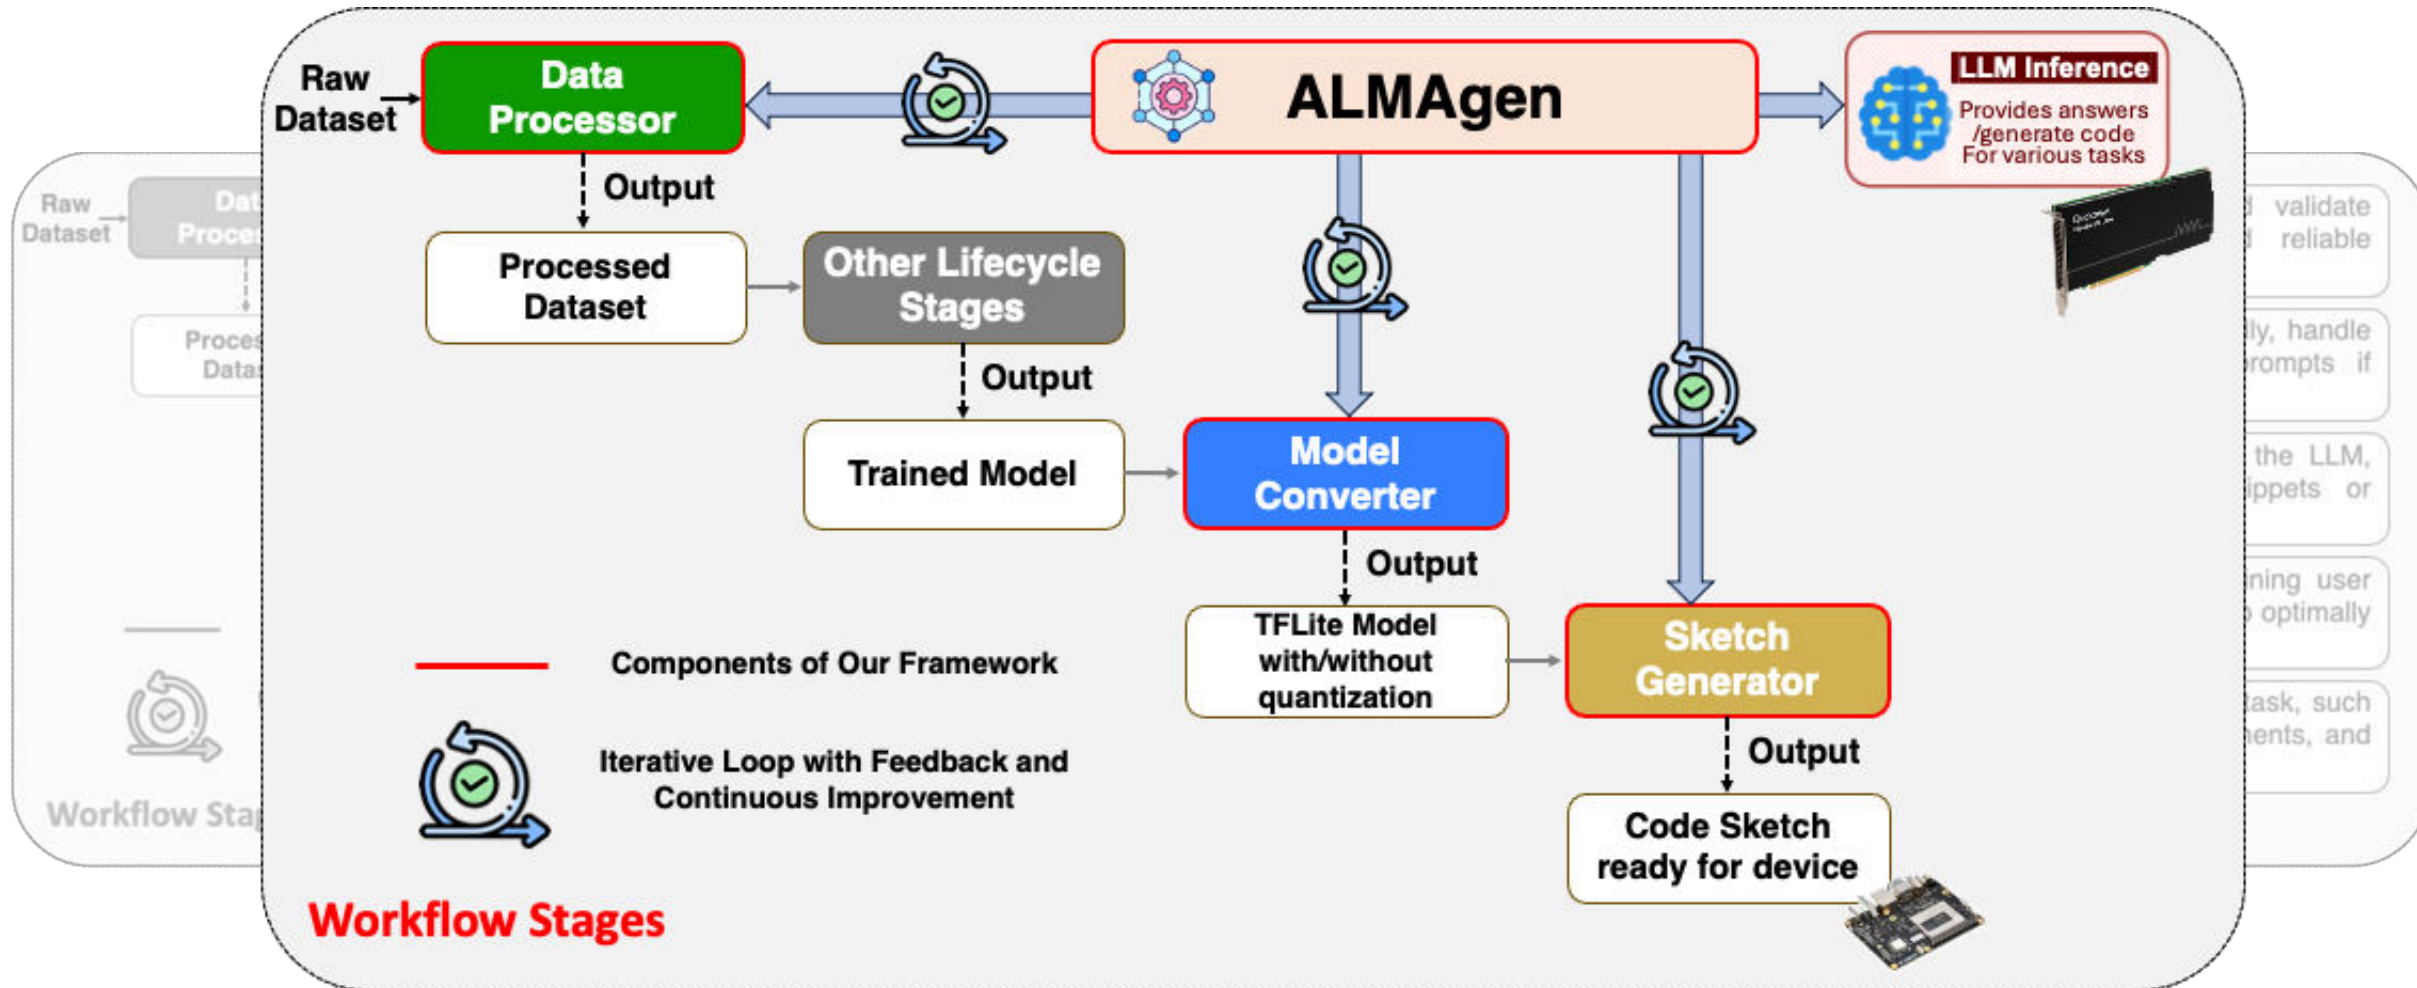 Raw
Dataset
Data
Processor
ALMAgen
LLM Inference
Provides answers
/generate code
For various tasks
Output
Processed
Dataset
Other Lifecycle
Stages
Output
Trained Model
Model
Converter
Output
TFLite Model
with/without
quantization
Sketch
Generator
Output
Code Sketch
ready for device
Components of Our Framework
Iterative Loop with Feedback and
Continuous Improvement
Workflow Stages
Raw
Dataset
Workflow
validate
reliable
handle
if
the LLM,
or
user
optimally
task, such
and